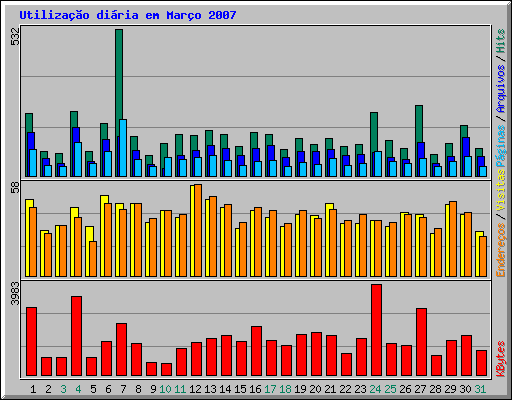 Utilização diária em Março 2007
532
58
3983
Endereços / Visitas Páginas / Arquivos / Hits
KBytes
1 2 3 4 5 6 7 8 9 10 11 12 13 14 15 16 17 18 19 20 21 22 23 24 25 26 27 28 29 30 31